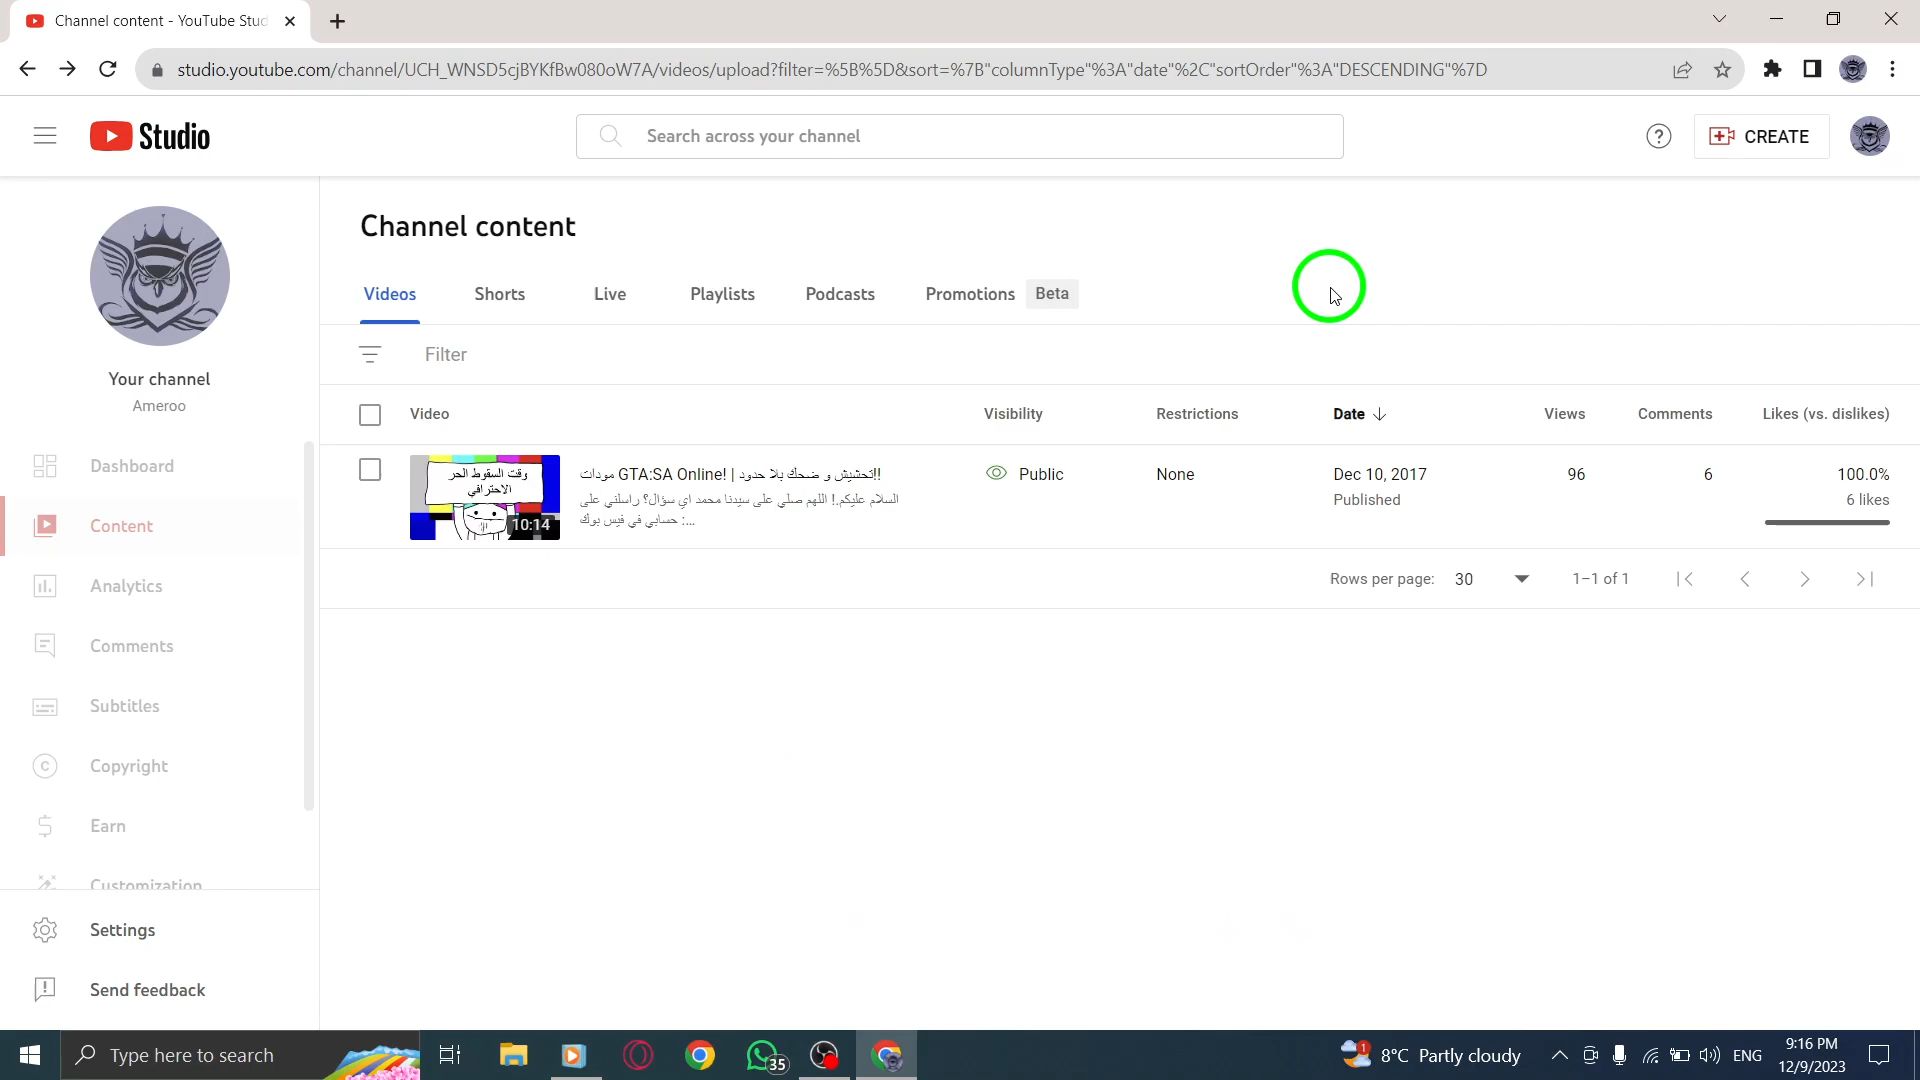 Channel content - YouTube Stud
studio.youtube.com/channel/UCH_WNSD5cjBYKfBw080oW7A/videos/upload?filter=%5B%5D&sort=%7B"columnType"%3A"date"%2C"sortOrder"%3A"DESCENDING"%7D
Studio
Search across your channel
CREATE
Your channel
Ameroo
Dashboard
Content
Analytics
Comments
Subtitles
Copyright
Earn
Customization
Settings
Send feedback
Channel content
Videos Shorts Live Playlists Podcasts Promotions Beta
Filter
Video Visibility Restrictions Date Views Comments Likes (vs. dislikes)
وقت السقوط الحر
الاحترافي
10:14
مودات GTA:SA Online! | تحشيش و ضحك بلا حدود!!
السلام عليكم.! اللهم صلي على سيدنا محمد اي سؤال؟ راسلني على
حسابي في فيس بوك :...
Public None Dec 10, 2017 96 6 100.0%
Published 6 likes
Rows per page: 30 1–1 of 1
Type here to search
35
1
8°C Partly cloudy
ENG
9:16 PM
12/9/2023